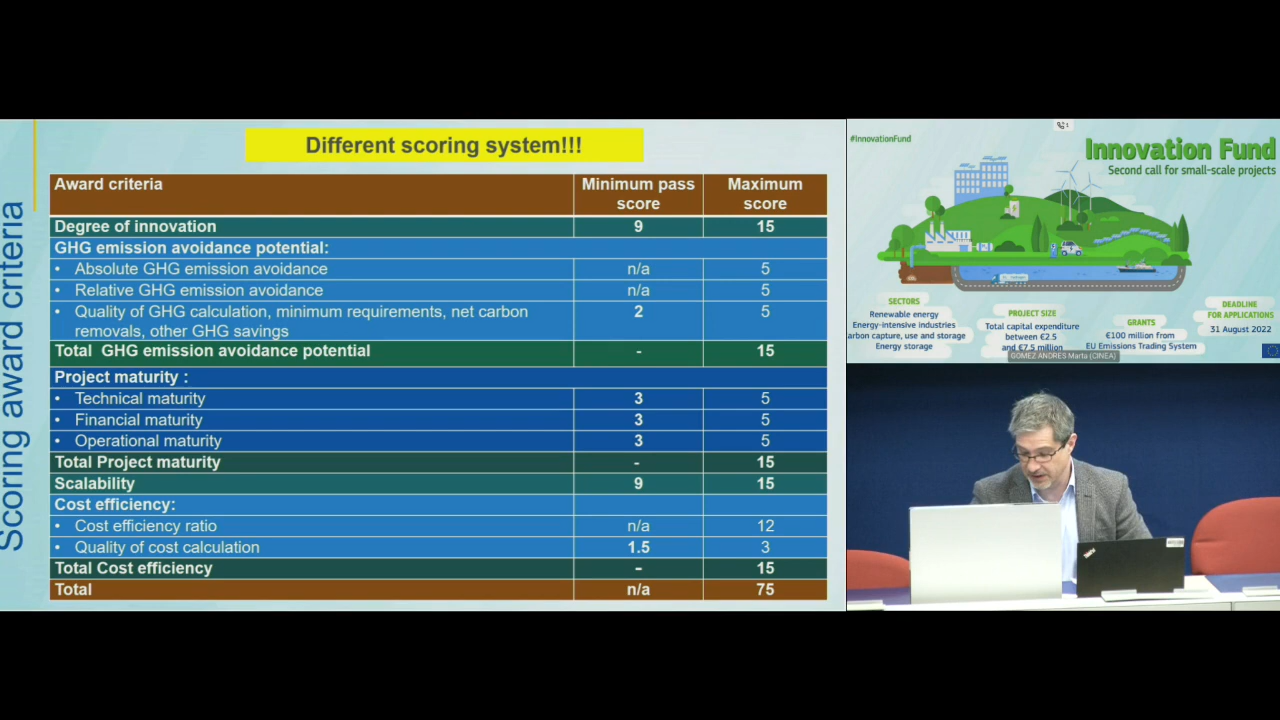 Scoring award criteria
Different scoring system!!!
Award criteria Minimum pass score Maximum score
Degree of innovation 9 15
GHG emission avoidance potential:
• Absolute GHG emission avoidance n/a 5
• Relative GHG emission avoidance n/a 5
• Quality of GHG calculation, minimum requirements, net carbon
removals, other GHG savings 2 5
Total GHG emission avoidance potential - 15
Project maturity :
• Technical maturity 3 5
• Financial maturity 3 5
• Operational maturity 3 5
Total Project maturity - 15
Scalability 9 15
Cost efficiency:
• Cost efficiency ratio n/a 12
• Quality of cost calculation 1.5 3
Total Cost efficiency - 15
Total n/a 75
#InnovationFund
Innovation Fund
Second call for small-scale projects
SECTORS
Renewable energy
Energy-intensive industries
arbon capture, use and storage
Energy storage
PROJECT SIZE
Total capital expenditure
between €2.5
and €7.5 million
GRANTS
€100 million from
EU Emissions Trading System
DEADLINE
FOR APPLICATIONS
31 August 2022
GOMEZ ANDRES Marta (CINEA)